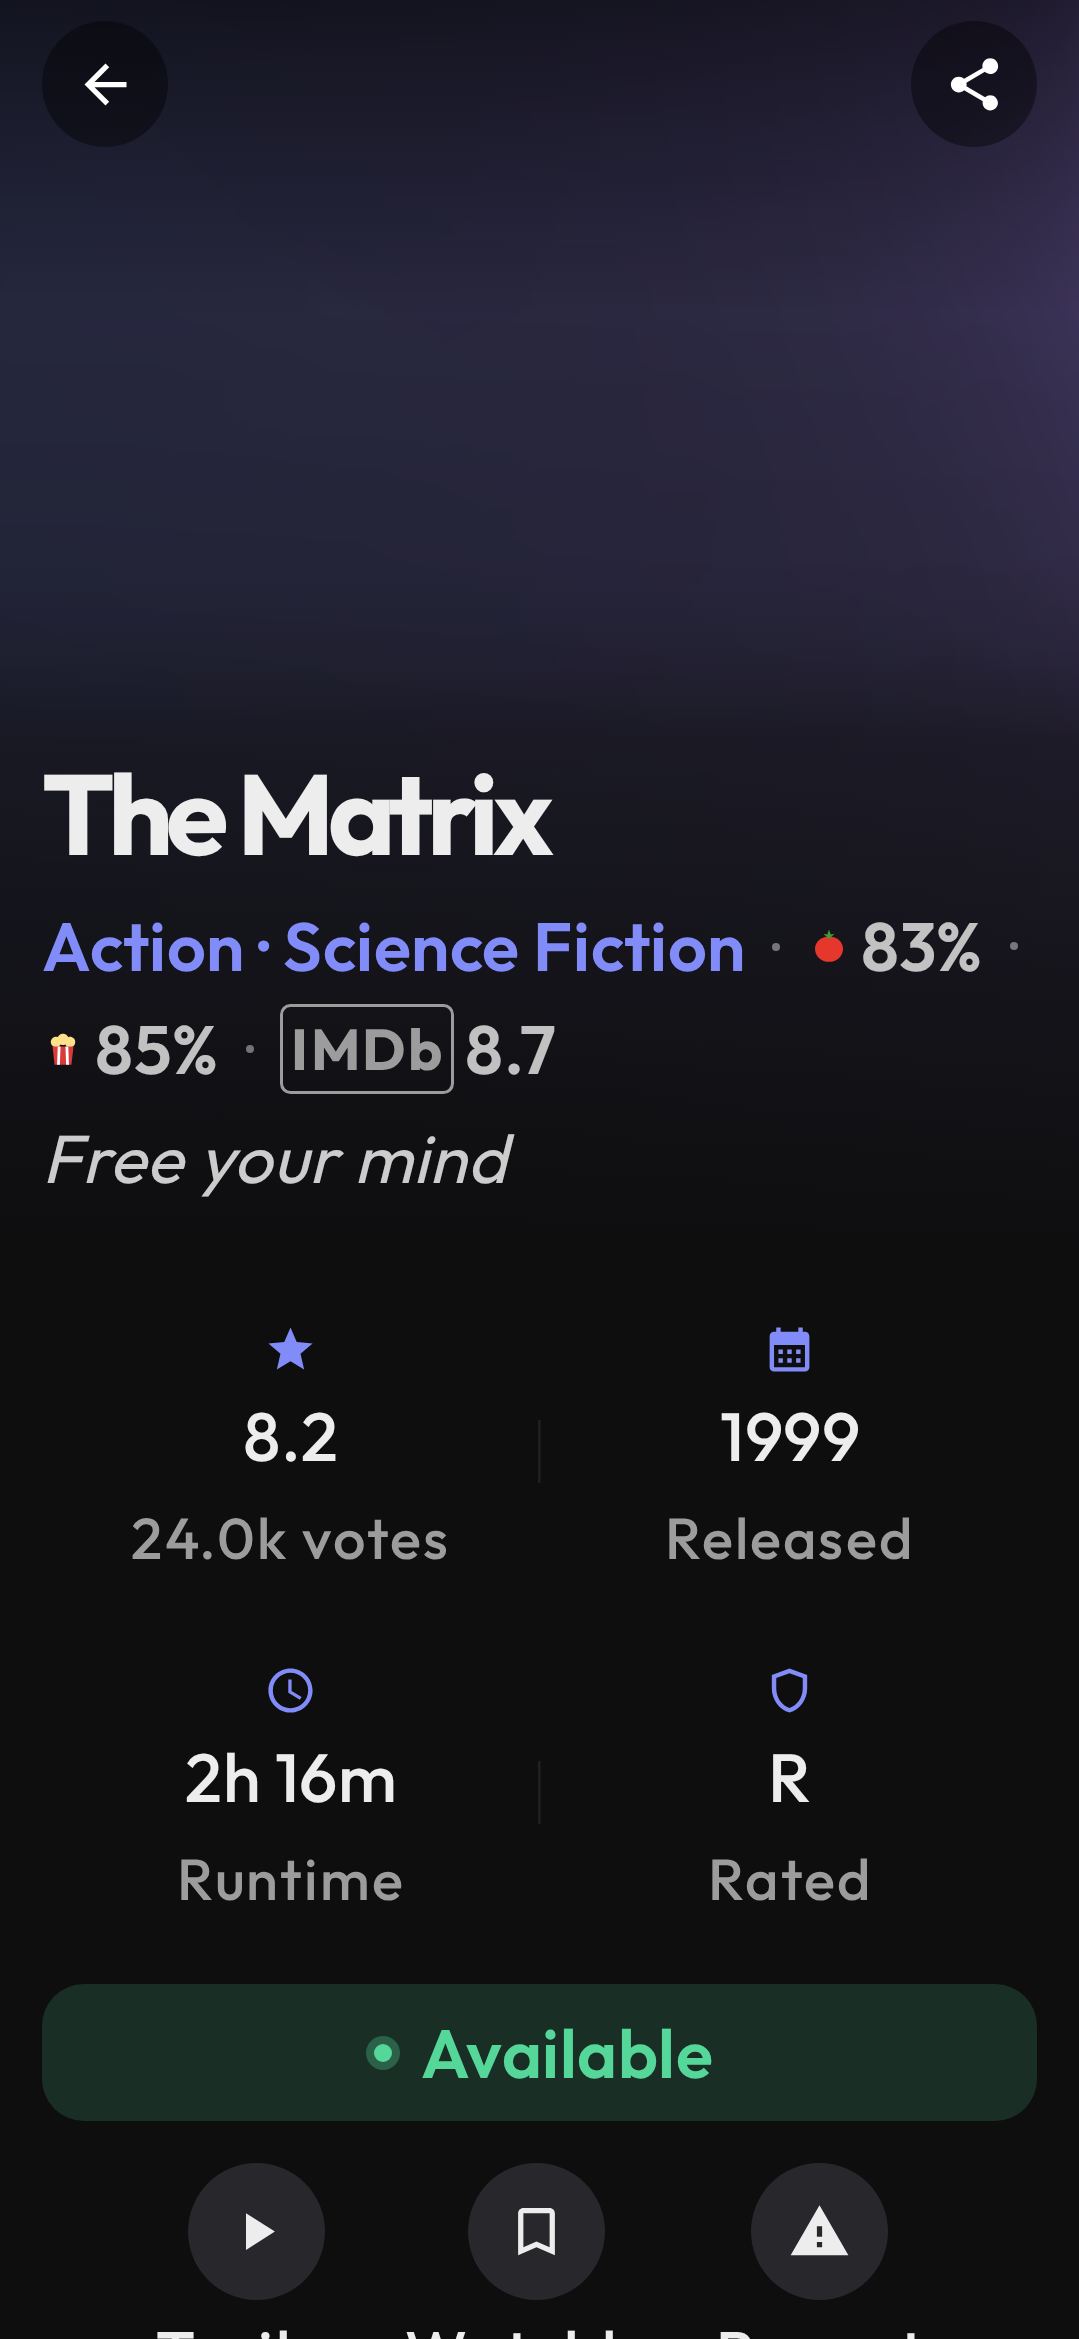 The Matrix
Action · Science Fiction · 83% ·
85% · IMDb 8.7
Free your mind
8.2
1999
24.0k votes
Released
2h 16m
R
Runtime
Rated
Available